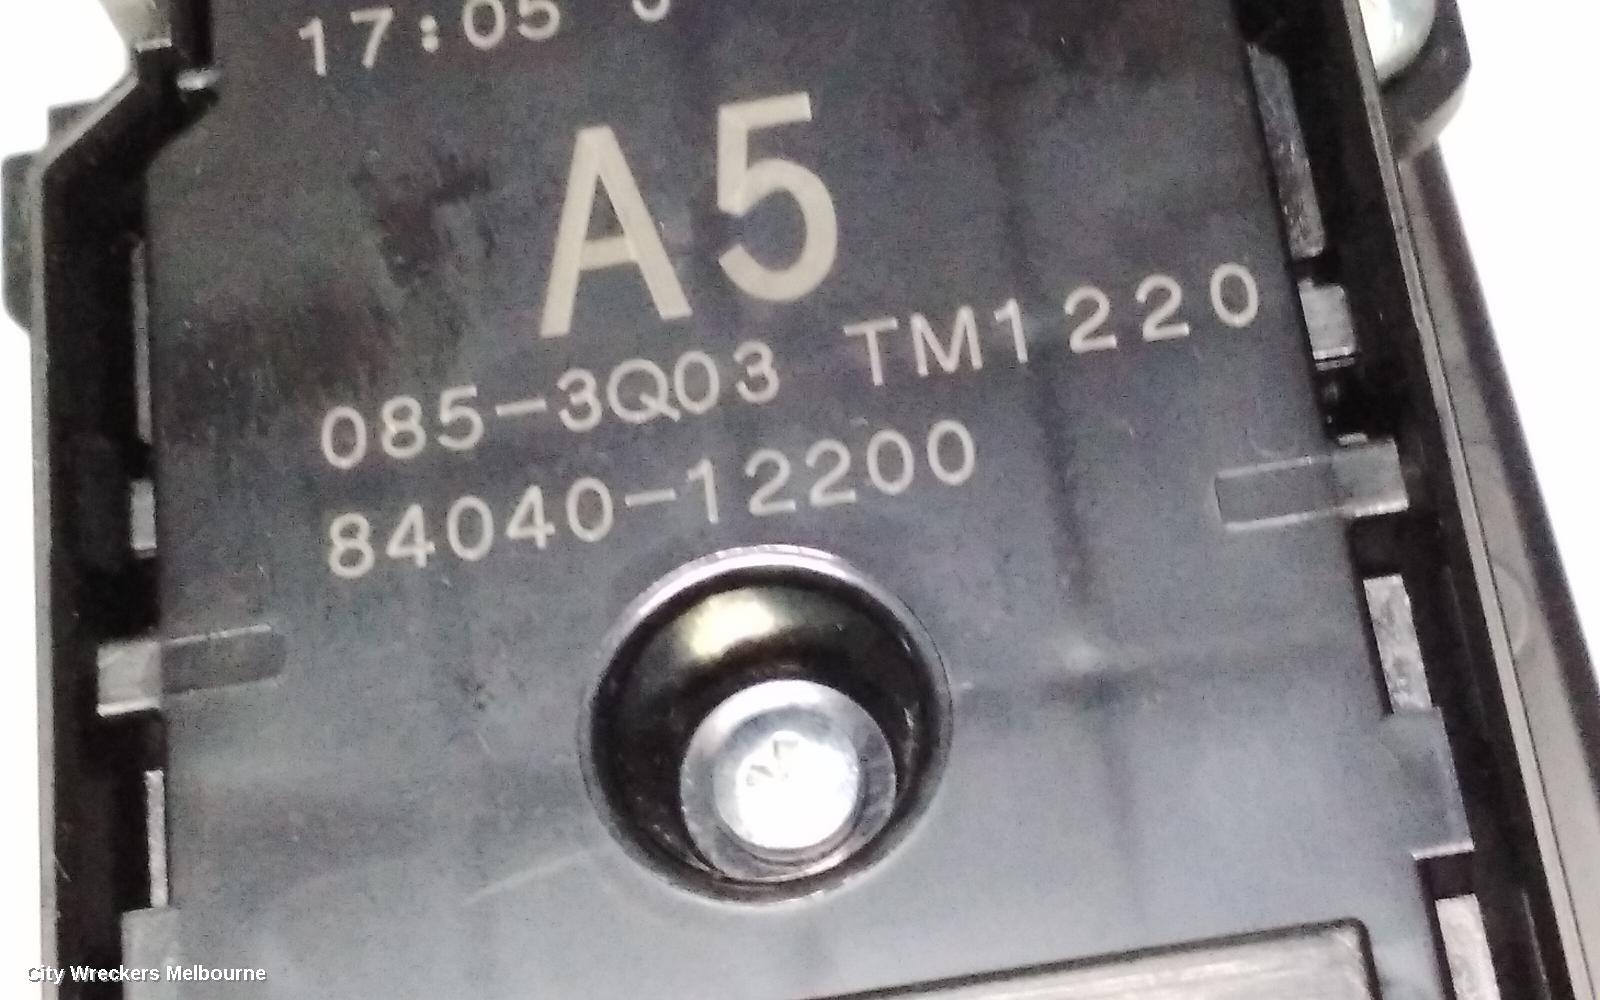 17:05
A5
085-3Q03 TM1220
84040-12200
City Wreckers Melbourne